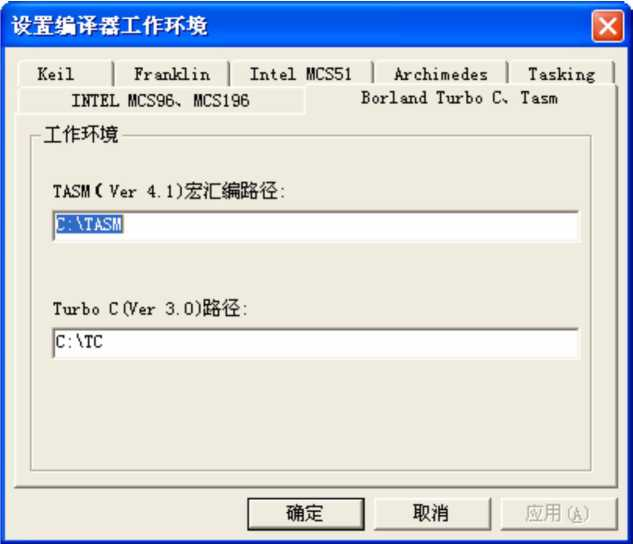 设置编译器工作环境
Keil Franklin Intel MCS51 Archimedes Tasking
INTEL MCS96、MCS196 Borland Turbo C、Tasm
工作环境
TASM( Ver 4.1)宏汇编路径:
C:\TASM
Turbo C(Ver 3.0)路径:
C:\TC
确定 取消 应用(A)